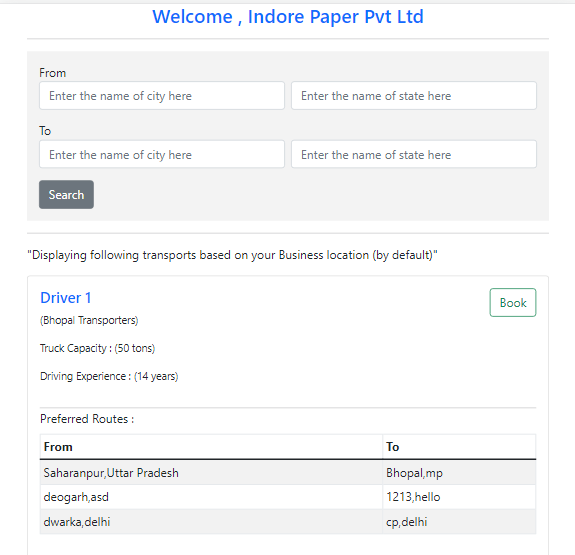 Welcome , Indore Paper Pvt Ltd
From
Enter the name of city here Enter the name of state here
To
Enter the name of city here Enter the name of state here
Search
"Displaying following transports based on your Business location (by default)"
Driver 1 Book
(Bhopal Transporters)
Truck Capacity : (50 tons)
Driving Experience : (14 years)
Preferred Routes :
From To
Saharanpur,Uttar Pradesh Bhopal,mp
deogarh,asd 1213,hello
dwarka,delhi cp,delhi